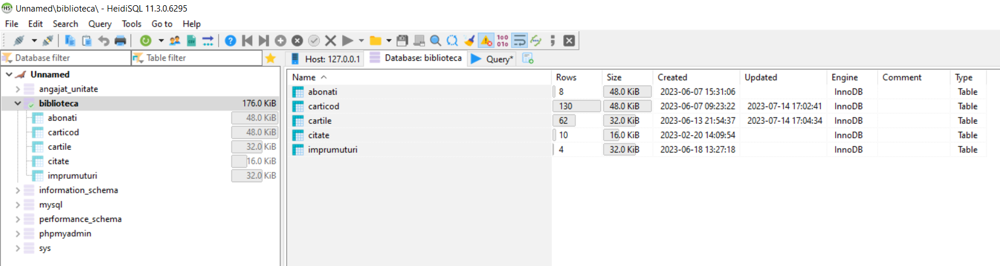 HS Unnamed\biblioteca\ - HeidiSQL 11.3.0.6295
File Edit Search Query Tools Go to Help
Database filter Table filter
Host: 127.0.0.1 Database: biblioteca Query*
Unnamed
angajat_unitate
biblioteca 176.0 KiB
abonati 48.0 KiB
carticod 48.0 KiB
cartile 32.0 KiB
citate 16.0 KiB
imprumuturi 32.0 KiB
information_schema
mysql
performance_schema
phpmyadmin
sys
Name Rows Size Created Updated Engine Comment Type
abonati 8 48.0 KiB 2023-06-07 15:31:06 InnoDB Table
carticod 130 48.0 KiB 2023-06-07 09:23:22 2023-07-14 17:02:41 InnoDB Table
cartile 62 32.0 KiB 2023-06-13 21:54:37 2023-07-14 17:04:34 InnoDB Table
citate 10 16.0 KiB 2023-02-20 14:09:54 InnoDB Table
imprumuturi 4 32.0 KiB 2023-06-18 13:27:18 InnoDB Table